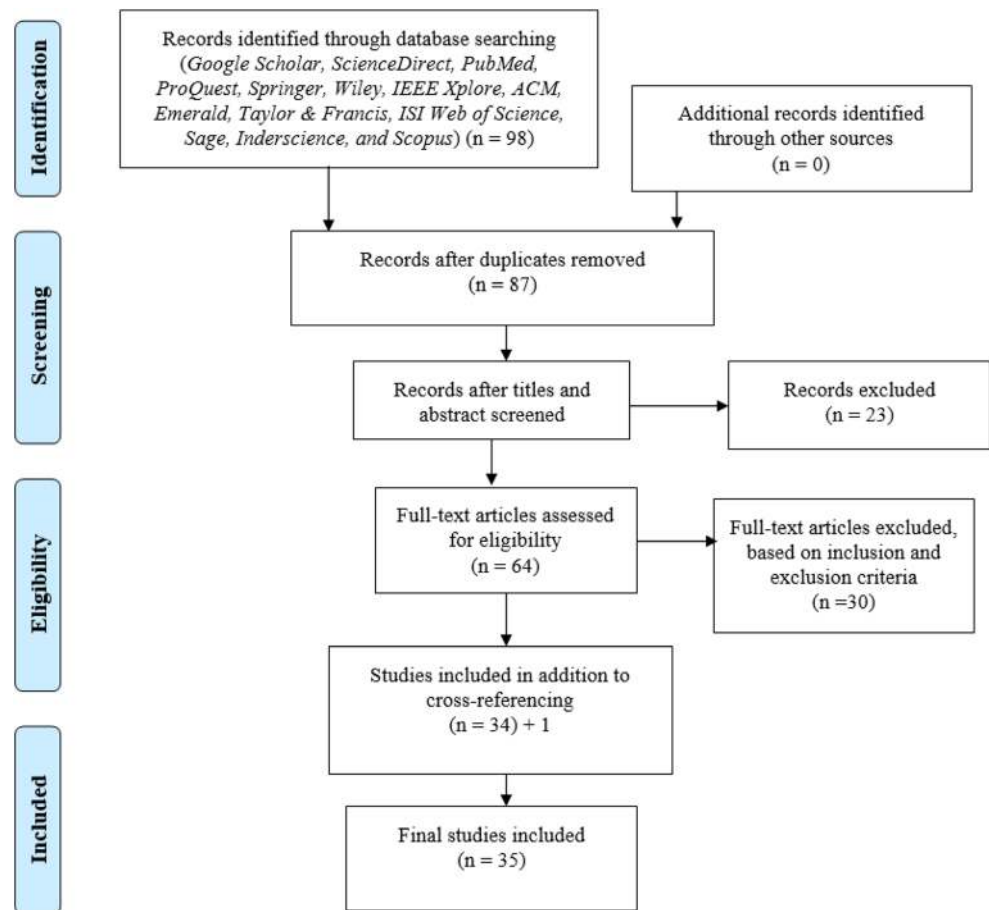 Identification
Records identified through database searching
(Google Scholar, ScienceDirect, PubMed,
ProQuest, Springer, Wiley, IEEE Xplore, ACM,
Emerald, Taylor & Francis, ISI Web of Science,
Sage, Inderscience, and Scopus) (n = 98)
Additional records identified
through other sources
(n = 0)
Screening
Records after duplicates removed
(n = 87)
Records after titles and
abstract screened
Records excluded
(n = 23)
Eligibility
Full-text articles assessed
for eligibility
(n = 64)
Full-text articles excluded,
based on inclusion and
exclusion criteria
(n =30)
Studies included in addition to
cross-referencing
(n = 34) + 1
Included
Final studies included
(n = 35)